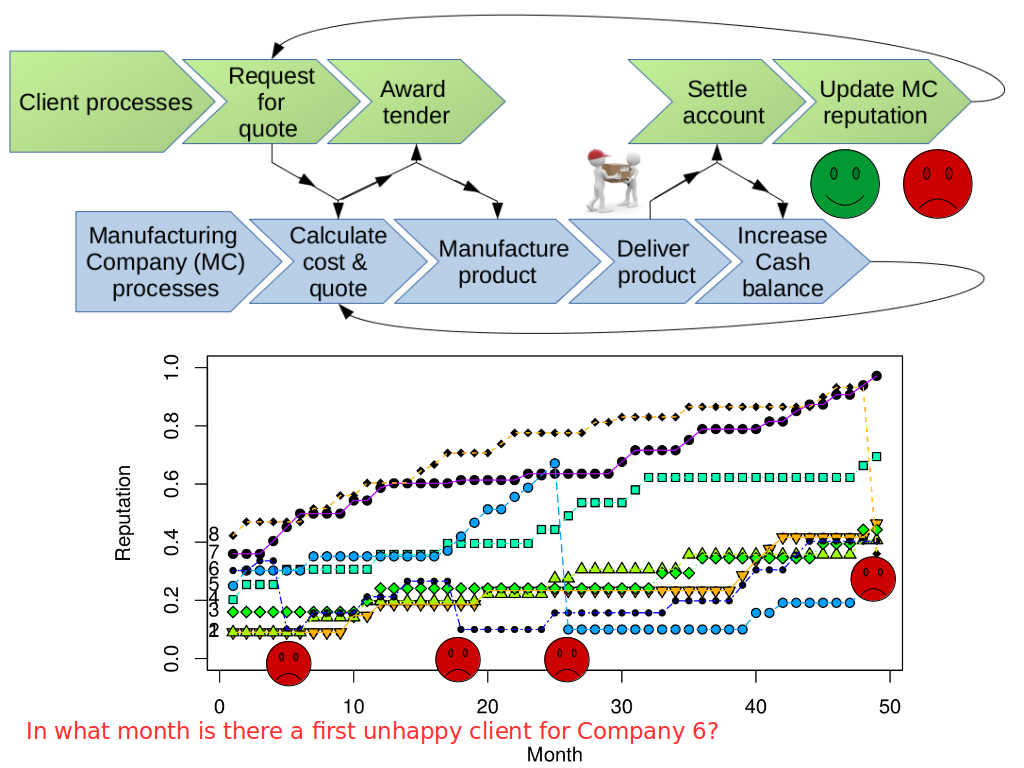 Client processes
Request
for
quote
Award
tender
Settle
account
Update MC
reputation
Manufacturing
Company (MC)
processes
Calculate
cost &
quote
Manufacture
product
Deliver
product
Increase
Cash
balance
Reputation
1.0
0.8
0.6
0.4
0.2
0.0
8
7
6
5
4
3
0
10
20
30
40
50
In what month is there a first unhappy client for Company 6?
Month